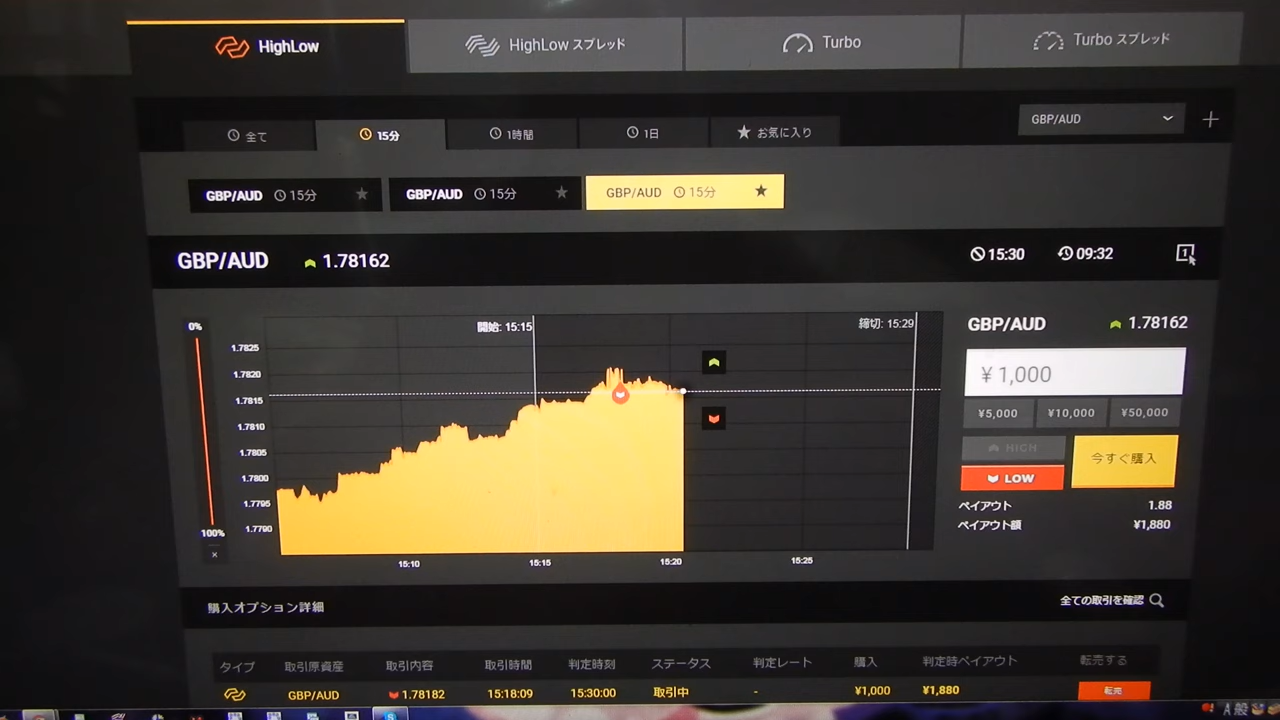 HighLow
HighLow スプレッド
Turbo
Turbo スプレッド
全て
15分
1時間
1日
お気に入り
GBP/AUD
GBP/AUD 15分
GBP/AUD 15分
GBP/AUD 15分
GBP/AUD 1.78162
15:30
09:32
1
0%
100%
×
1.7825
1.7820
1.7815
1.7810
1.7805
1.7800
1.7795
1.7790
開始: 15:15
締切: 15:29
15:10
15:15
15:20
15:25
GBP/AUD 1.78162
¥ 1,000
¥5,000 ¥10,000 ¥50,000
HIGH
LOW
今すぐ購入
ペイアウト 1.88
ペイアウト額 ¥1,880
購入オプション詳細
全ての取引を確認
タイプ 取引原資産 取引内容 取引時間 判定時刻 ステータス 判定レート 購入 判定時ペイアウト 転売する
GBP/AUD 1.78182 15:18:09 15:30:00 取引中 - ¥1,000 ¥1,880 転売
A 般